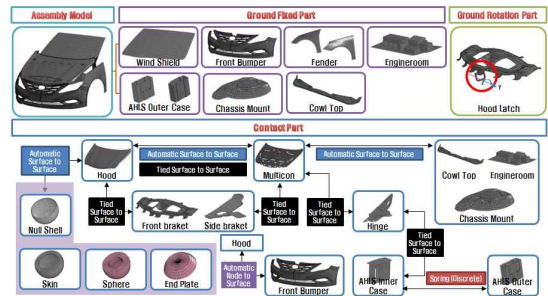 Assembly Model
Ground Fixed Part
Ground Rotation Part
Wind Shield
Front Bumper
Fender
Engineroom
AHLS Outer Case
Chassis Mount
Cowl Top
Y
Hood latch
Contact Part
Automatic
Surface to
Surface
Hood
Automatic Surface to Surface
Tied Surface to Surface
Multicon
Automatic Surface to Surface
Cowl Top
Engineroom
Chassis Mount
Null Shell
Tied
Surface to
Surface
Front braket
Side braket
Tied
Surface to
Surface
Tied
Surface to
Surface
Hinge
Tied
Surface to
Surface
Skin
Sphere
End Plate
Hood
Automatic
Node to
Surface
Front Bumper
AHLS Inner
Case
Spring (Discrete)
AHLS Outer
Case